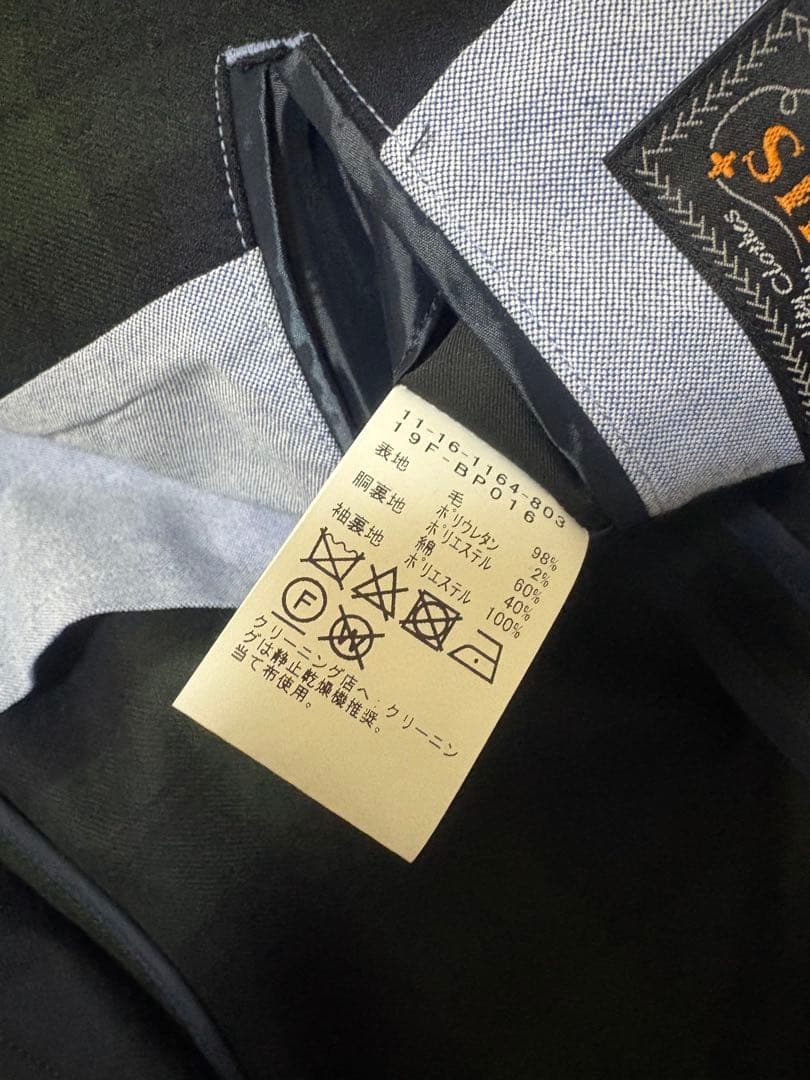 11-16-1164-803
19F-BP016
表地 毛 98%
ポリウレタン 2%
胴裏地 ポリエステル 60%
綿 40%
袖裏地 ポリエステル 100%
F W
クリーニング店へ.クリーニン
グは静止乾燥機推奨。
当て布使用。
Clothes